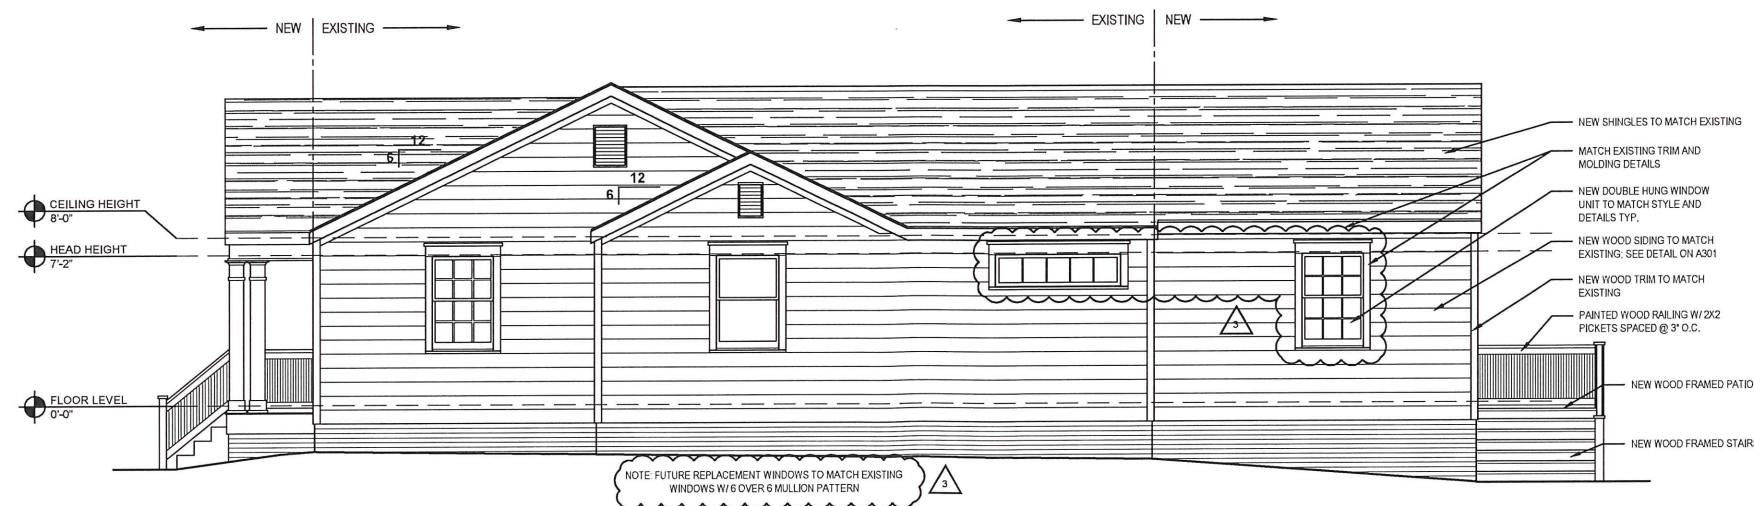 NEW EXISTING
EXISTING NEW
12
6
12
6
CEILING HEIGHT
8'-0"
HEAD HEIGHT
7'-2"
FLOOR LEVEL
0'-0"
NEW SHINGLES TO MATCH EXISTING
MATCH EXISTING TRIM AND
MOLDING DETAILS
NEW DOUBLE HUNG WINDOW
UNIT TO MATCH STYLE AND
DETAILS TYP.
NEW WOOD SIDING TO MATCH
EXISTING; SEE DETAIL ON A301
NEW WOOD TRIM TO MATCH
EXISTING
PAINTED WOOD RAILING W/ 2X2
PICKETS SPACED @ 3" O.C.
NEW WOOD FRAMED PATIO
NEW WOOD FRAMED STAIRS
3
NOTE: FUTURE REPLACEMENT WINDOWS TO MATCH EXISTING
WINDOWS W/ 6 OVER 6 MULLION PATTERN
3